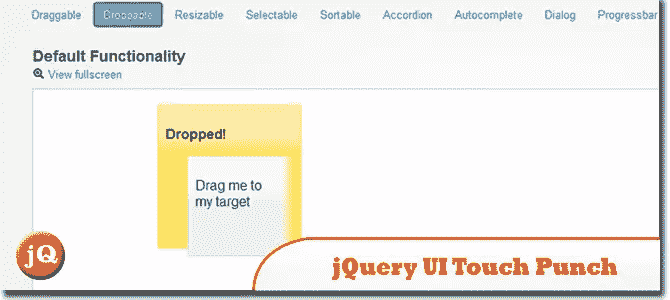 Draggable Droppable Resizable Selectable Sortable Accordion Autocomplete Dialog Progressbar
Default Functionality
View fullscreen
Dropped!
Drag me to
my target
jQ
jQuery UI Touch Punch